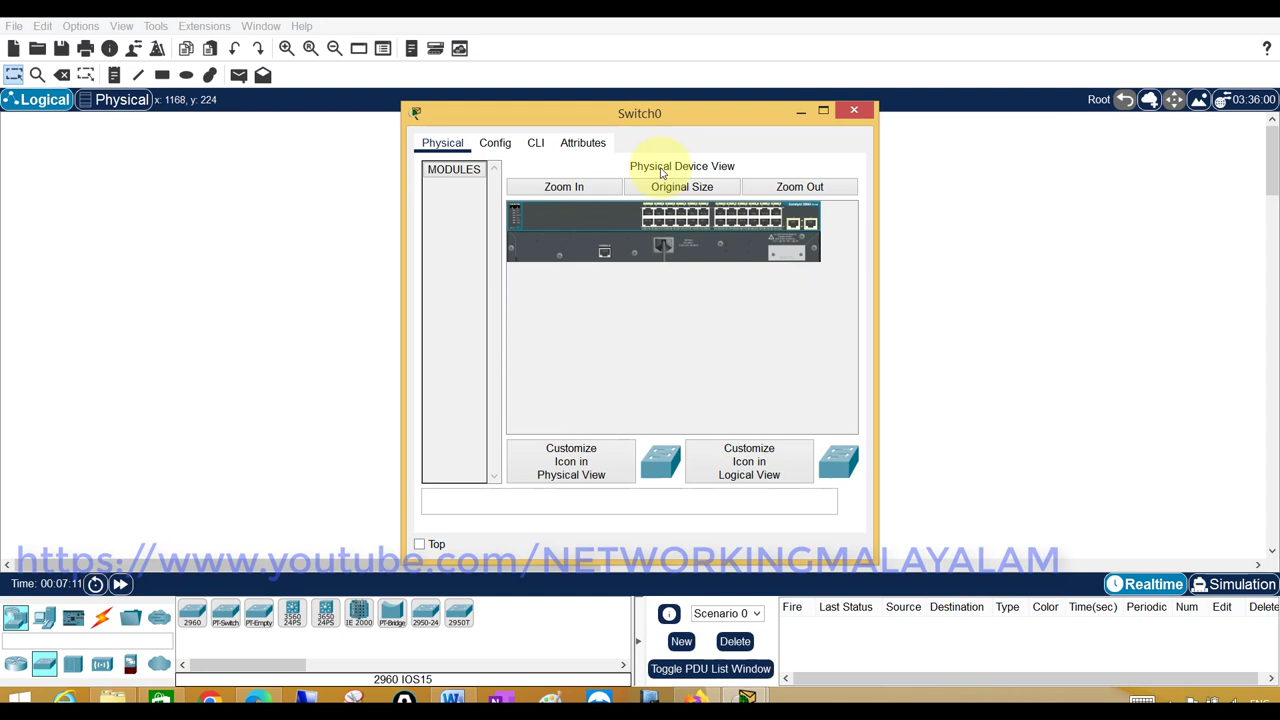 File Edit Options View Tools Extensions Window Help
?
Logical Physical x: 1168, y: 224 Root 03:36:00
Switch0
Physical Config CLI Attributes
MODULES
Physical Device View
Zoom In Original Size Zoom Out
Customize
Icon in
Physical View
Customize
Icon in
Logical View
Top
https://www.youtube.com/NETWORKINGMALAYALAM
Time: 00:07:11 Realtime Simulation
2960 PT-Switch PT-Empty 3560 24PS 3650 24PS IE 2000 PT-Bridge 2950-24 2950T
Scenario 0
New Delete
Toggle PDU List Window
Fire Last Status Source Destination Type Color Time(sec) Periodic Num Edit Delete
2960 IOS15